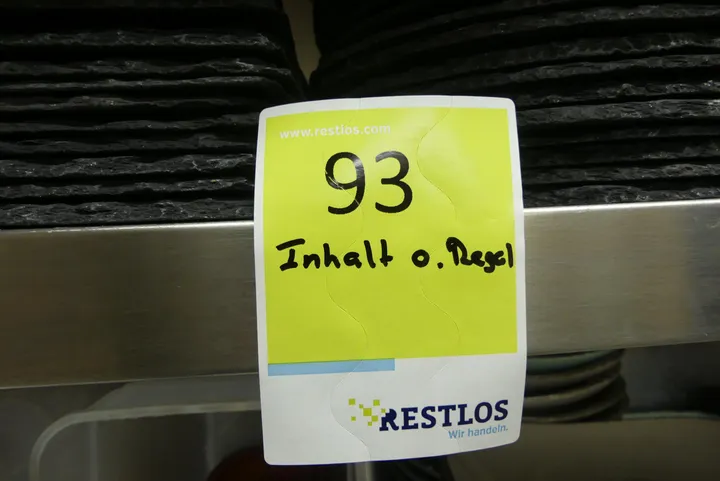 www.restlos.com
93
Inhalt o. Regal
RESTLOS
Wir handeln.